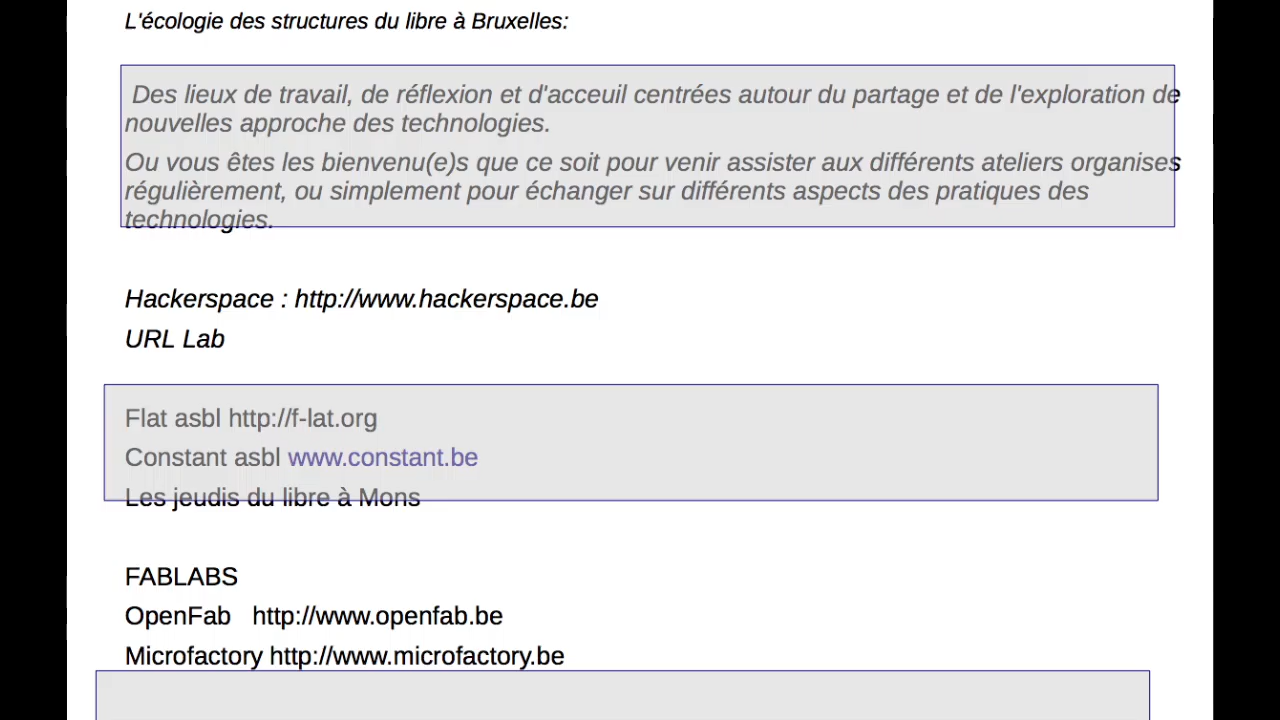 L'écologie des structures du libre à Bruxelles:
Des lieux de travail, de réflexion et d'acceuil centrées autour du partage et de l'exploration de
nouvelles approche des technologies.
Ou vous êtes les bienvenu(e)s que ce soit pour venir assister aux différents ateliers organises
régulièrement, ou simplement pour échanger sur différents aspects des pratiques des
technologies.
Hackerspace : http://www.hackerspace.be
URL Lab
Flat asbl http://f-lat.org
Constant asbl www.constant.be
Les jeudis du libre à Mons
FABLABS
OpenFab http://www.openfab.be
Microfactory http://www.microfactory.be